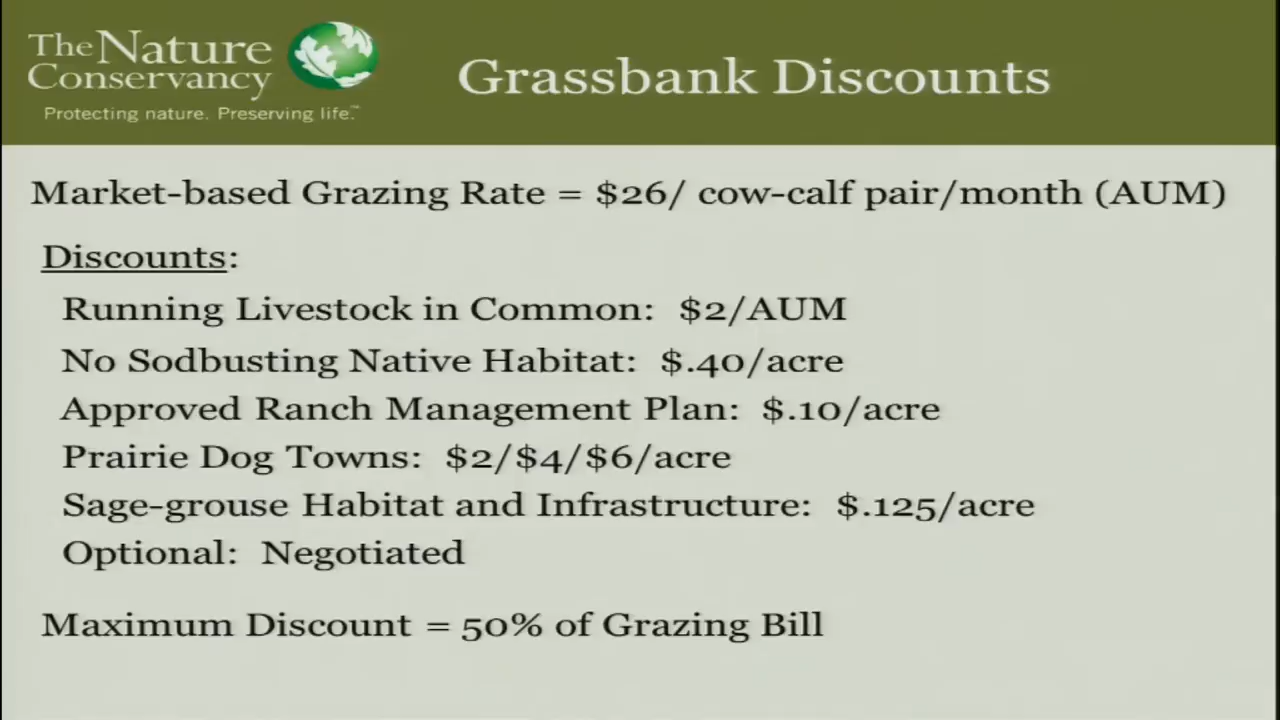 The Nature
Conservancy
Protecting nature. Preserving life.™
Grassbank Discounts
Market-based Grazing Rate = $26/ cow-calf pair/month (AUM)
Discounts:
Running Livestock in Common: $2/AUM
No Sodbusting Native Habitat: $.40/acre
Approved Ranch Management Plan: $.10/acre
Prairie Dog Towns: $2/$4/$6/acre
Sage-grouse Habitat and Infrastructure: $.125/acre
Optional: Negotiated
Maximum Discount = 50% of Grazing Bill